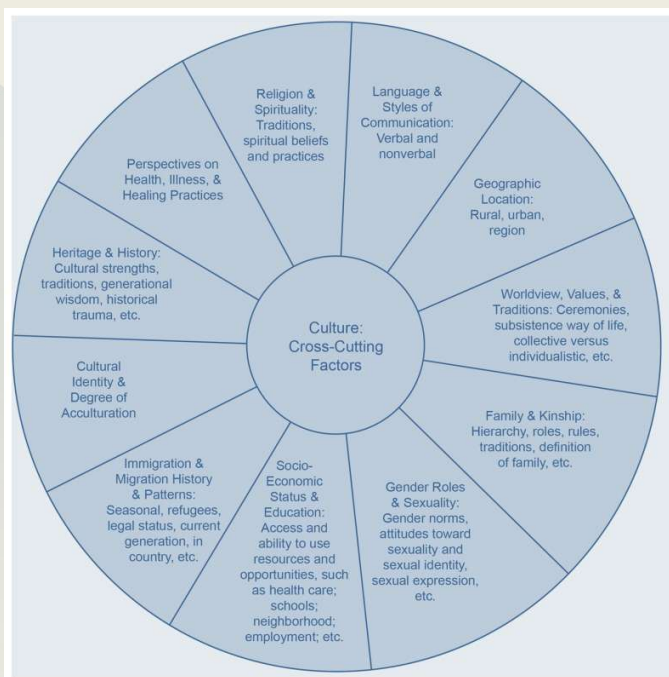 Religion &
Spirituality:
Traditions,
spiritual beliefs
and practices
Language &
Styles of
Communication:
Verbal and
nonverbal
Geographic
Location:
Rural, urban,
region
Worldview, Values, &
Traditions: Ceremonies,
subsistence way of life,
collective versus
individualistic, etc.
Family & Kinship:
Hierarchy, roles, rules,
traditions, definition
of family, etc.
Gender Roles
& Sexuality:
Gender norms,
attitudes toward
sexuality and
sexual identity,
sexual expression,
etc.
Socio-
Economic
Status &
Education:
Access and
ability to use
resources and
opportunities, such
as health care;
schools;
neighborhood;
employment; etc.
Immigration &
Migration History
& Patterns:
Seasonal, refugees,
legal status, current
generation, in
country, etc.
Cultural
Identity &
Degree of
Acculturation
Heritage & History:
Cultural strengths,
traditions, generational
wisdom, historical
trauma, etc.
Perspectives on
Health, Illness, &
Healing Practices
Culture:
Cross-Cutting
Factors